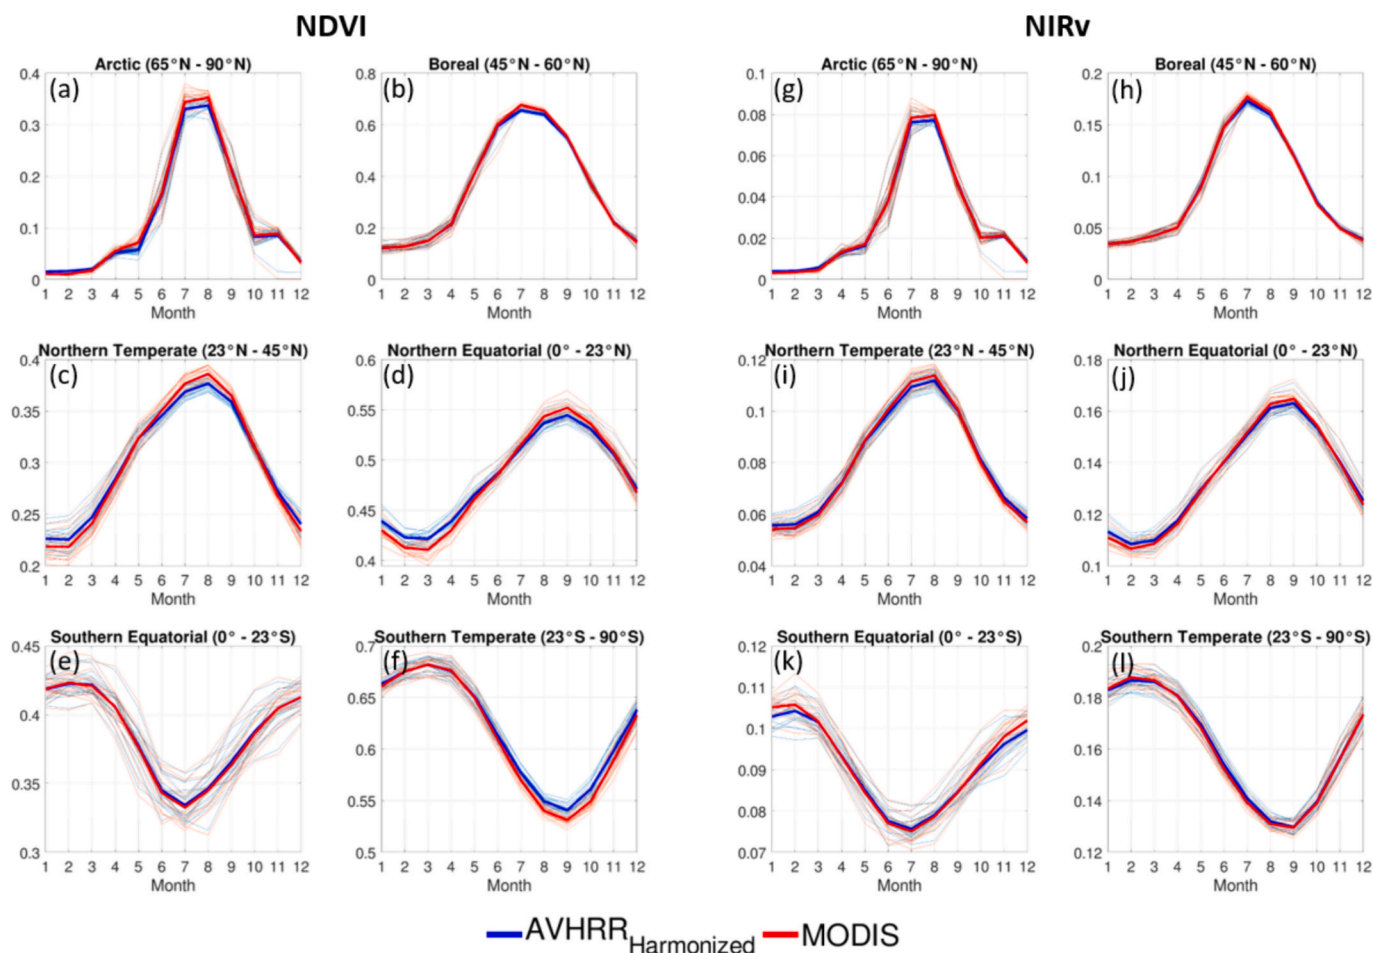 NDVI
NIRv
Arctic (65°N - 90°N)
(a)
0.4
0.3
0.2
0.1
0
1 2 3 4 5 6 7 8 9 10 11 12
Month
Boreal (45°N - 60°N)
(b)
0.8
0.6
0.4
0.2
0
1 2 3 4 5 6 7 8 9 10 11 12
Month
Arctic (65°N - 90°N)
(g)
0.1
0.08
0.06
0.04
0.02
0
1 2 3 4 5 6 7 8 9 10 11 12
Month
Boreal (45°N - 60°N)
(h)
0.2
0.15
0.1
0.05
0
1 2 3 4 5 6 7 8 9 10 11 12
Month
Northern Temperate (23°N - 45°N)
(c)
0.4
0.35
0.3
0.25
0.2
1 2 3 4 5 6 7 8 9 10 11 12
Month
Northern Equatorial (0° - 23°N)
(d)
0.6
0.55
0.5
0.45
0.4
1 2 3 4 5 6 7 8 9 10 11 12
Month
Northern Temperate (23°N - 45°N)
(i)
0.12
0.1
0.08
0.06
0.04
1 2 3 4 5 6 7 8 9 10 11 12
Month
Northern Equatorial (0° - 23°N)
(j)
0.18
0.16
0.14
0.12
0.1
1 2 3 4 5 6 7 8 9 10 11 12
Month
Southern Equatorial (0° - 23°S)
(e)
0.45
0.4
0.35
0.3
1 2 3 4 5 6 7 8 9 10 11 12
Month
Southern Temperate (23°S - 90°S)
(f)
0.7
0.65
0.6
0.55
0.5
1 2 3 4 5 6 7 8 9 10 11 12
Month
Southern Equatorial (0° - 23°S)
(k)
0.12
0.11
0.1
0.09
0.08
0.07
1 2 3 4 5 6 7 8 9 10 11 12
Month
Southern Temperate (23°S - 90°S)
(l)
0.2
0.18
0.16
0.14
0.12
1 2 3 4 5 6 7 8 9 10 11 12
Month
AVHRR Harmonized MODIS